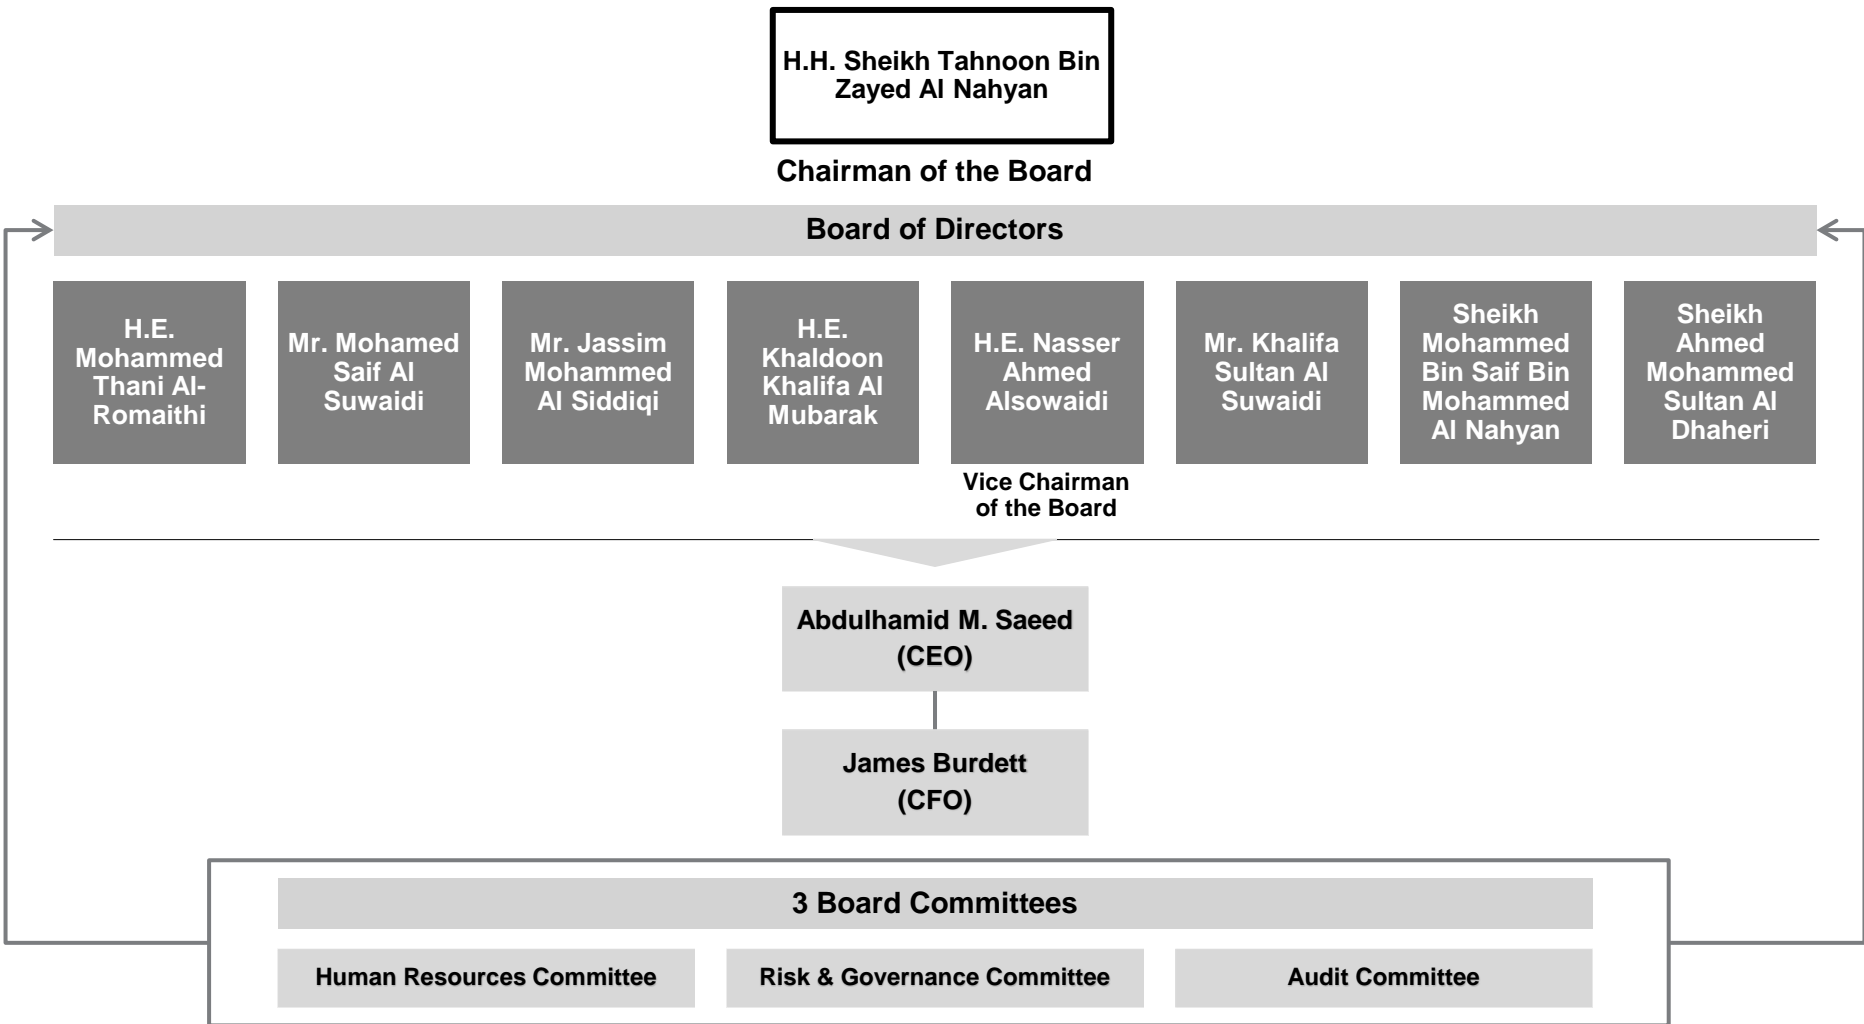 H.H. Sheikh Tahnoon Bin
Zayed Al Nahyan
Chairman of the Board
Board of Directors
H.E.
Mohammed
Thani Al-
Romaithi
Mr. Mohamed
Saif Al
Suwaidi
Mr. Jassim
Mohammed
Al Siddiqi
H.E.
Khaldoon
Khalifa Al
Mubarak
H.E. Nasser
Ahmed
Alsowaidi
Vice Chairman
of the Board
Mr. Khalifa
Sultan Al
Suwaidi
Sheikh
Mohammed
Bin Saif Bin
Mohammed
Al Nahyan
Sheikh
Ahmed
Mohammed
Sultan Al
Dhaheri
Abdulhamid M. Saeed
(CEO)
James Burdett
(CFO)
3 Board Committees
Human Resources Committee
Risk & Governance Committee
Audit Committee